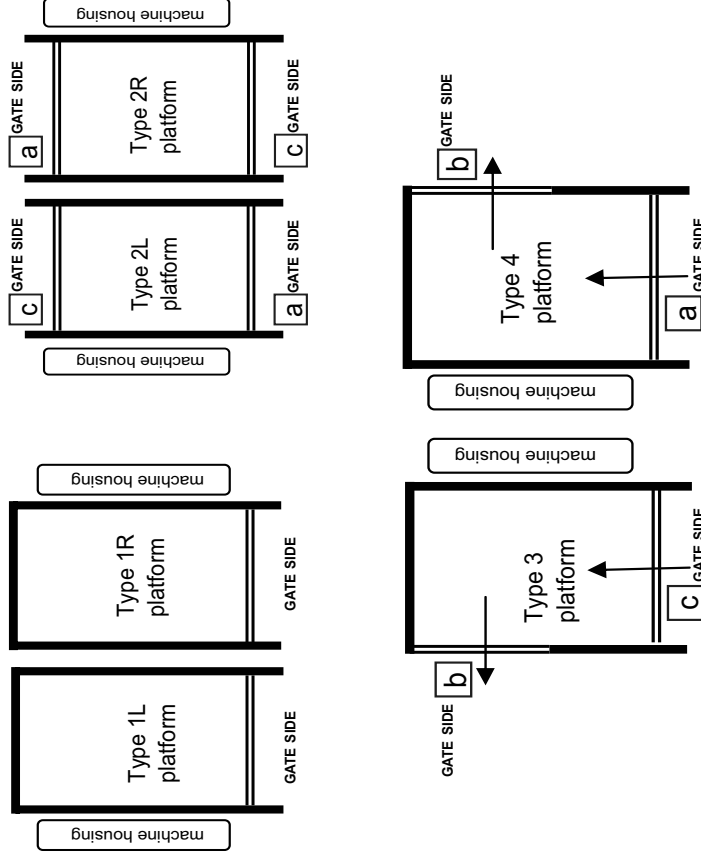 machine housing
Type 1L
platform
GATE SIDE
Type 1R
platform
GATE SIDE
machine housing
machine housing
c GATE SIDE
Type 2L
platform
a GATE SIDE
a GATE SIDE
Type 2R
platform
c GATE SIDE
machine housing
GATE SIDE
b
Type 3
platform
c GATE SIDE
machine housing
machine housing
Type 4
platform
a GATE SIDE
b GATE SIDE